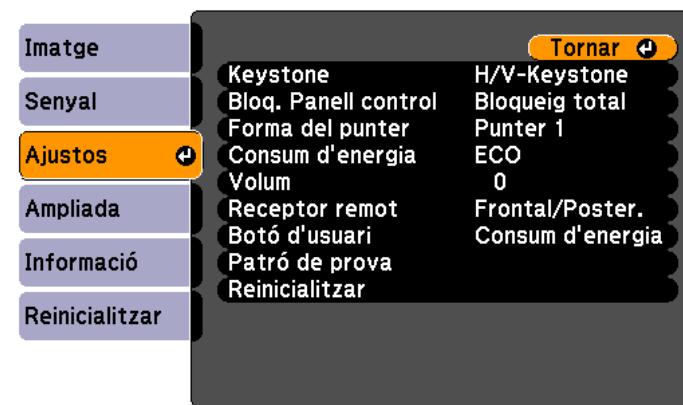 Imatge
Senyal
Ajustos
Ampliada
Informació
Reinicialitzar
Tornar
Keystone H/V-Keystone
Bloq. Panell control Bloqueig total
Forma del punter Punter 1
Consum d'energia ECO
Volum 0
Receptor remot Frontal/Poster.
Botó d'usuari Consum d'energia
Patró de prova
Reinicialitzar